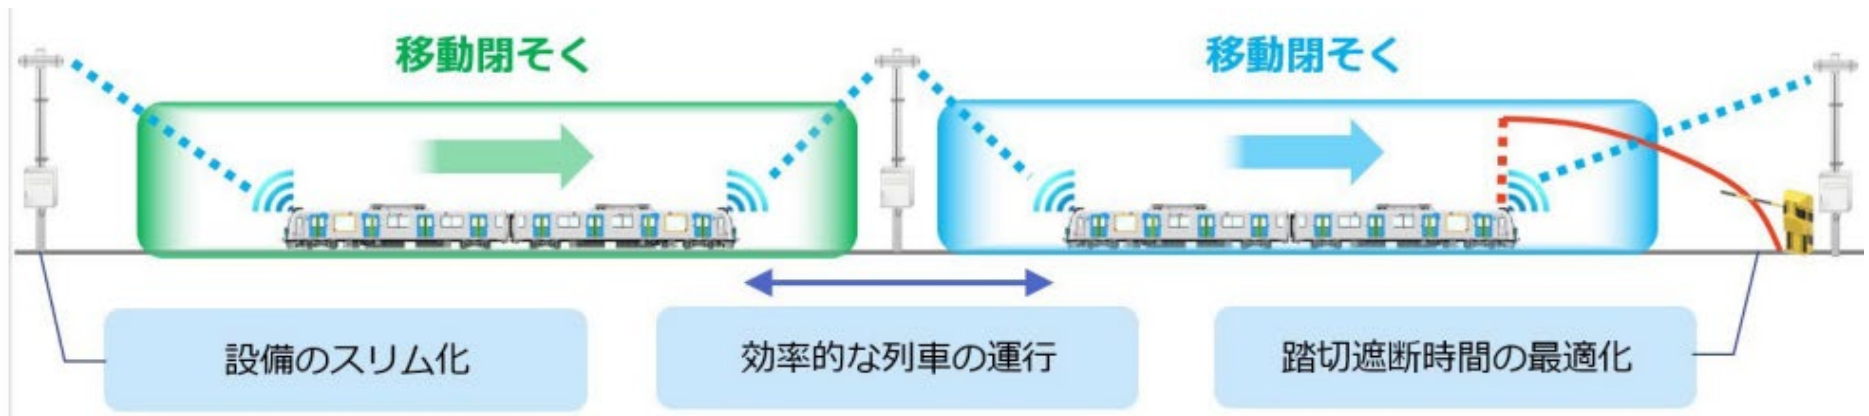 移動閉そく
移動閉そく
設備のスリム化
効率的な列車の運行
踏切遮断時間の最適化